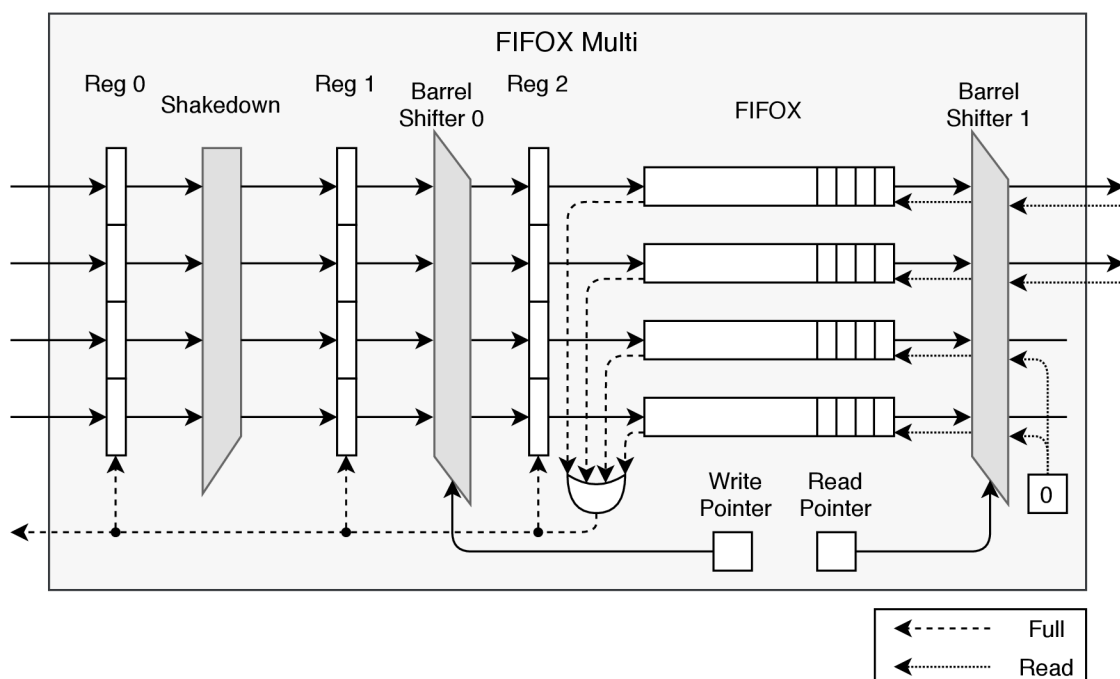 FIFOX Multi
Reg 0
Shakedown
Reg 1
Barrel
Shifter 0
Reg 2
FIFOX
Barrel
Shifter 1
Write
Pointer
Read
Pointer
0
Full
Read